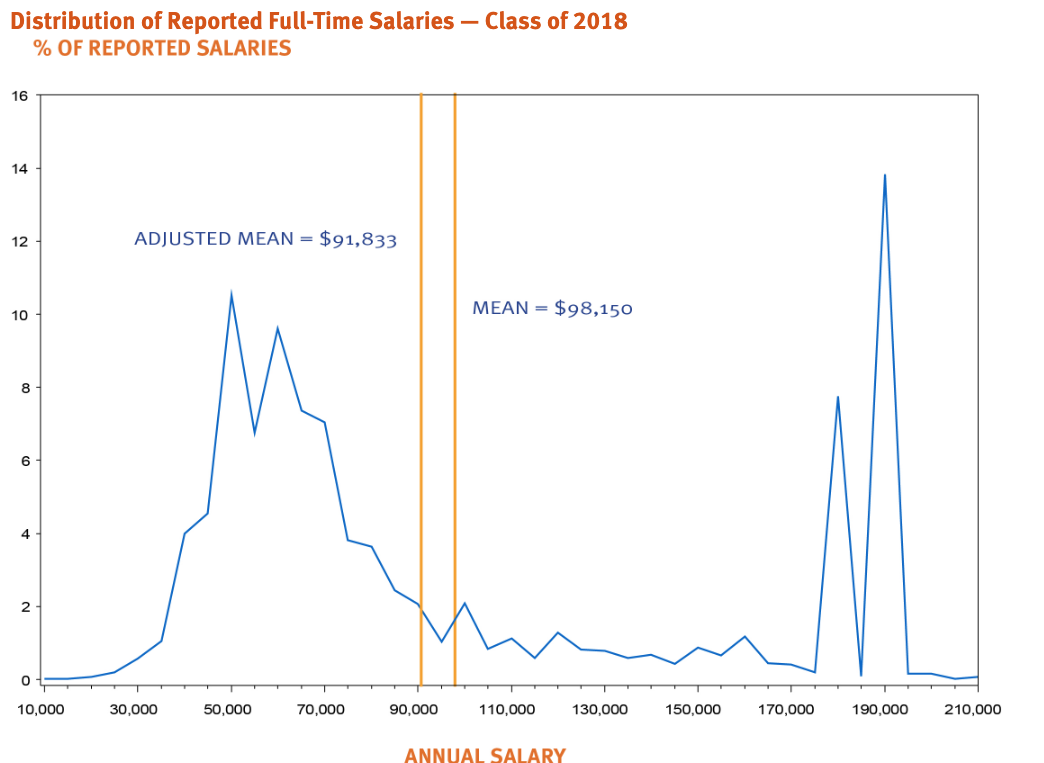 Distribution of Reported Full-Time Salaries — Class of 2018
% OF REPORTED SALARIES
16
14
ADJUSTED MEAN = $91,833
12
MEAN = $98,150
10
8
6
4
2
0
10,000 30,000 50,000 70,000 90,000 110,000 130,000 150,000 170,000 190,000 210,000
ANNUAL SALARY